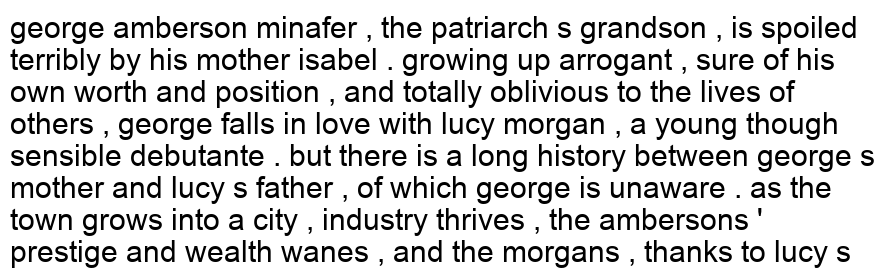 george amberson minafer , the patriarch s grandson , is spoiled
terribly by his mother isabel . growing up arrogant , sure of his
own worth and position , and totally oblivious to the lives of
others , george falls in love with lucy morgan , a young though
sensible debutante . but there is a long history between george s
mother and lucy s father , of which george is unaware . as the
town grows into a city , industry thrives , the ambersons '
prestige and wealth wanes , and the morgans , thanks to lucy s